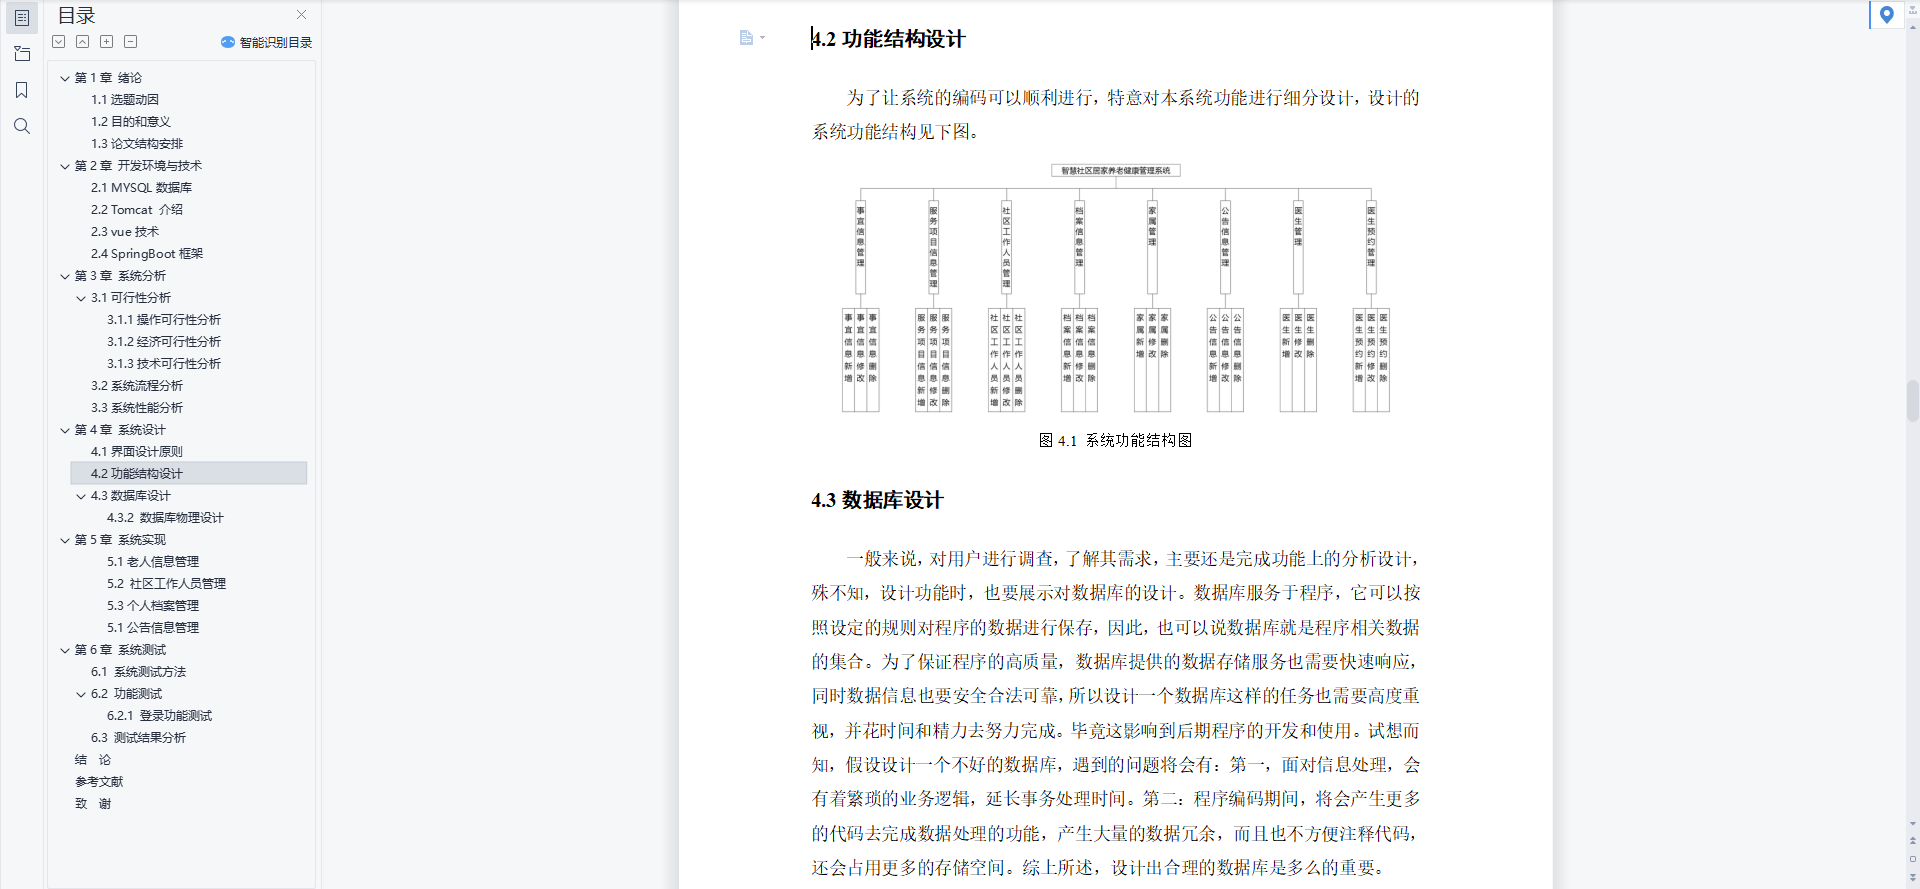 目录
智能识别目录
第 1 章  绪论
1.1 选题动因
1.2 目的和意义
1.3 论文结构安排
第 2 章  开发环境与技术
2.1 MYSQL 数据库
2.2 Tomcat  介绍
2.3 vue 技术
2.4 SpringBoot 框架
第 3 章  系统分析
3.1 可行性分析
3.1.1 操作可行性分析
3.1.2 经济可行性分析
3.1.3 技术可行性分析
3.2 系统流程分析
3.3 系统性能分析
第 4 章  系统设计
4.1 界面设计原则
4.2 功能结构设计
4.3 数据库设计
4.3.2  数据库物理设计
第 5 章  系统实现
5.1 老人信息管理
5.2  社区工作人员管理
5.3 个人档案管理
5.1 公告信息管理
第 6 章  系统测试
6.1  系统测试方法
6.2  功能测试
6.2.1  登录功能测试
6.3  测试结果分析
结  论
参考文献
致  谢
4.2 功能结构设计
为了让系统的编码可以顺利进行，特意对本系统功能进行细分设计，设计的
系统功能结构见下图。
智慧社区居家养老健康管理系统
事宜信息管理
服务项目信息管理
社区工作人员管理
档案信息管理
家属管理
公告信息管理
医生管理
医生预约管理
事宜信息新增
事宜信息修改
事宜信息删除
服务项目信息新增
服务项目信息修改
服务项目信息删除
社区工作人员新增
社区工作人员修改
社区工作人员删除
档案信息新增
档案信息修改
档案信息删除
家属新增
家属修改
家属删除
公告信息新增
公告信息修改
公告信息删除
医生新增
医生修改
医生删除
医生预约新增
医生预约修改
医生预约删除
图 4.1  系统功能结构图
4.3 数据库设计
一般来说，对用户进行调查，了解其需求，主要还是完成功能上的分析设计，
殊不知，设计功能时，也要展示对数据库的设计。数据库服务于程序，它可以按
照设定的规则对程序的数据进行保存，因此，也可以说数据库就是程序相关数据
的集合。为了保证程序的高质量，数据库提供的数据存储服务也需要快速响应，
同时数据信息也要安全合法可靠，所以设计一个数据库这样的任务也需要高度重
视，并花时间和精力去努力完成。毕竟这影响到后期程序的开发和使用。试想而
知，假设设计一个不好的数据库，遇到的问题将会有：第一，面对信息处理，会
有着繁琐的业务逻辑，延长事务处理时间。第二：程序编码期间，将会产生更多
的代码去完成数据处理的功能，产生大量的数据冗余，而且也不方便注释代码，
还会占用更多的存储空间。综上所述，设计出合理的数据库是多么的重要。